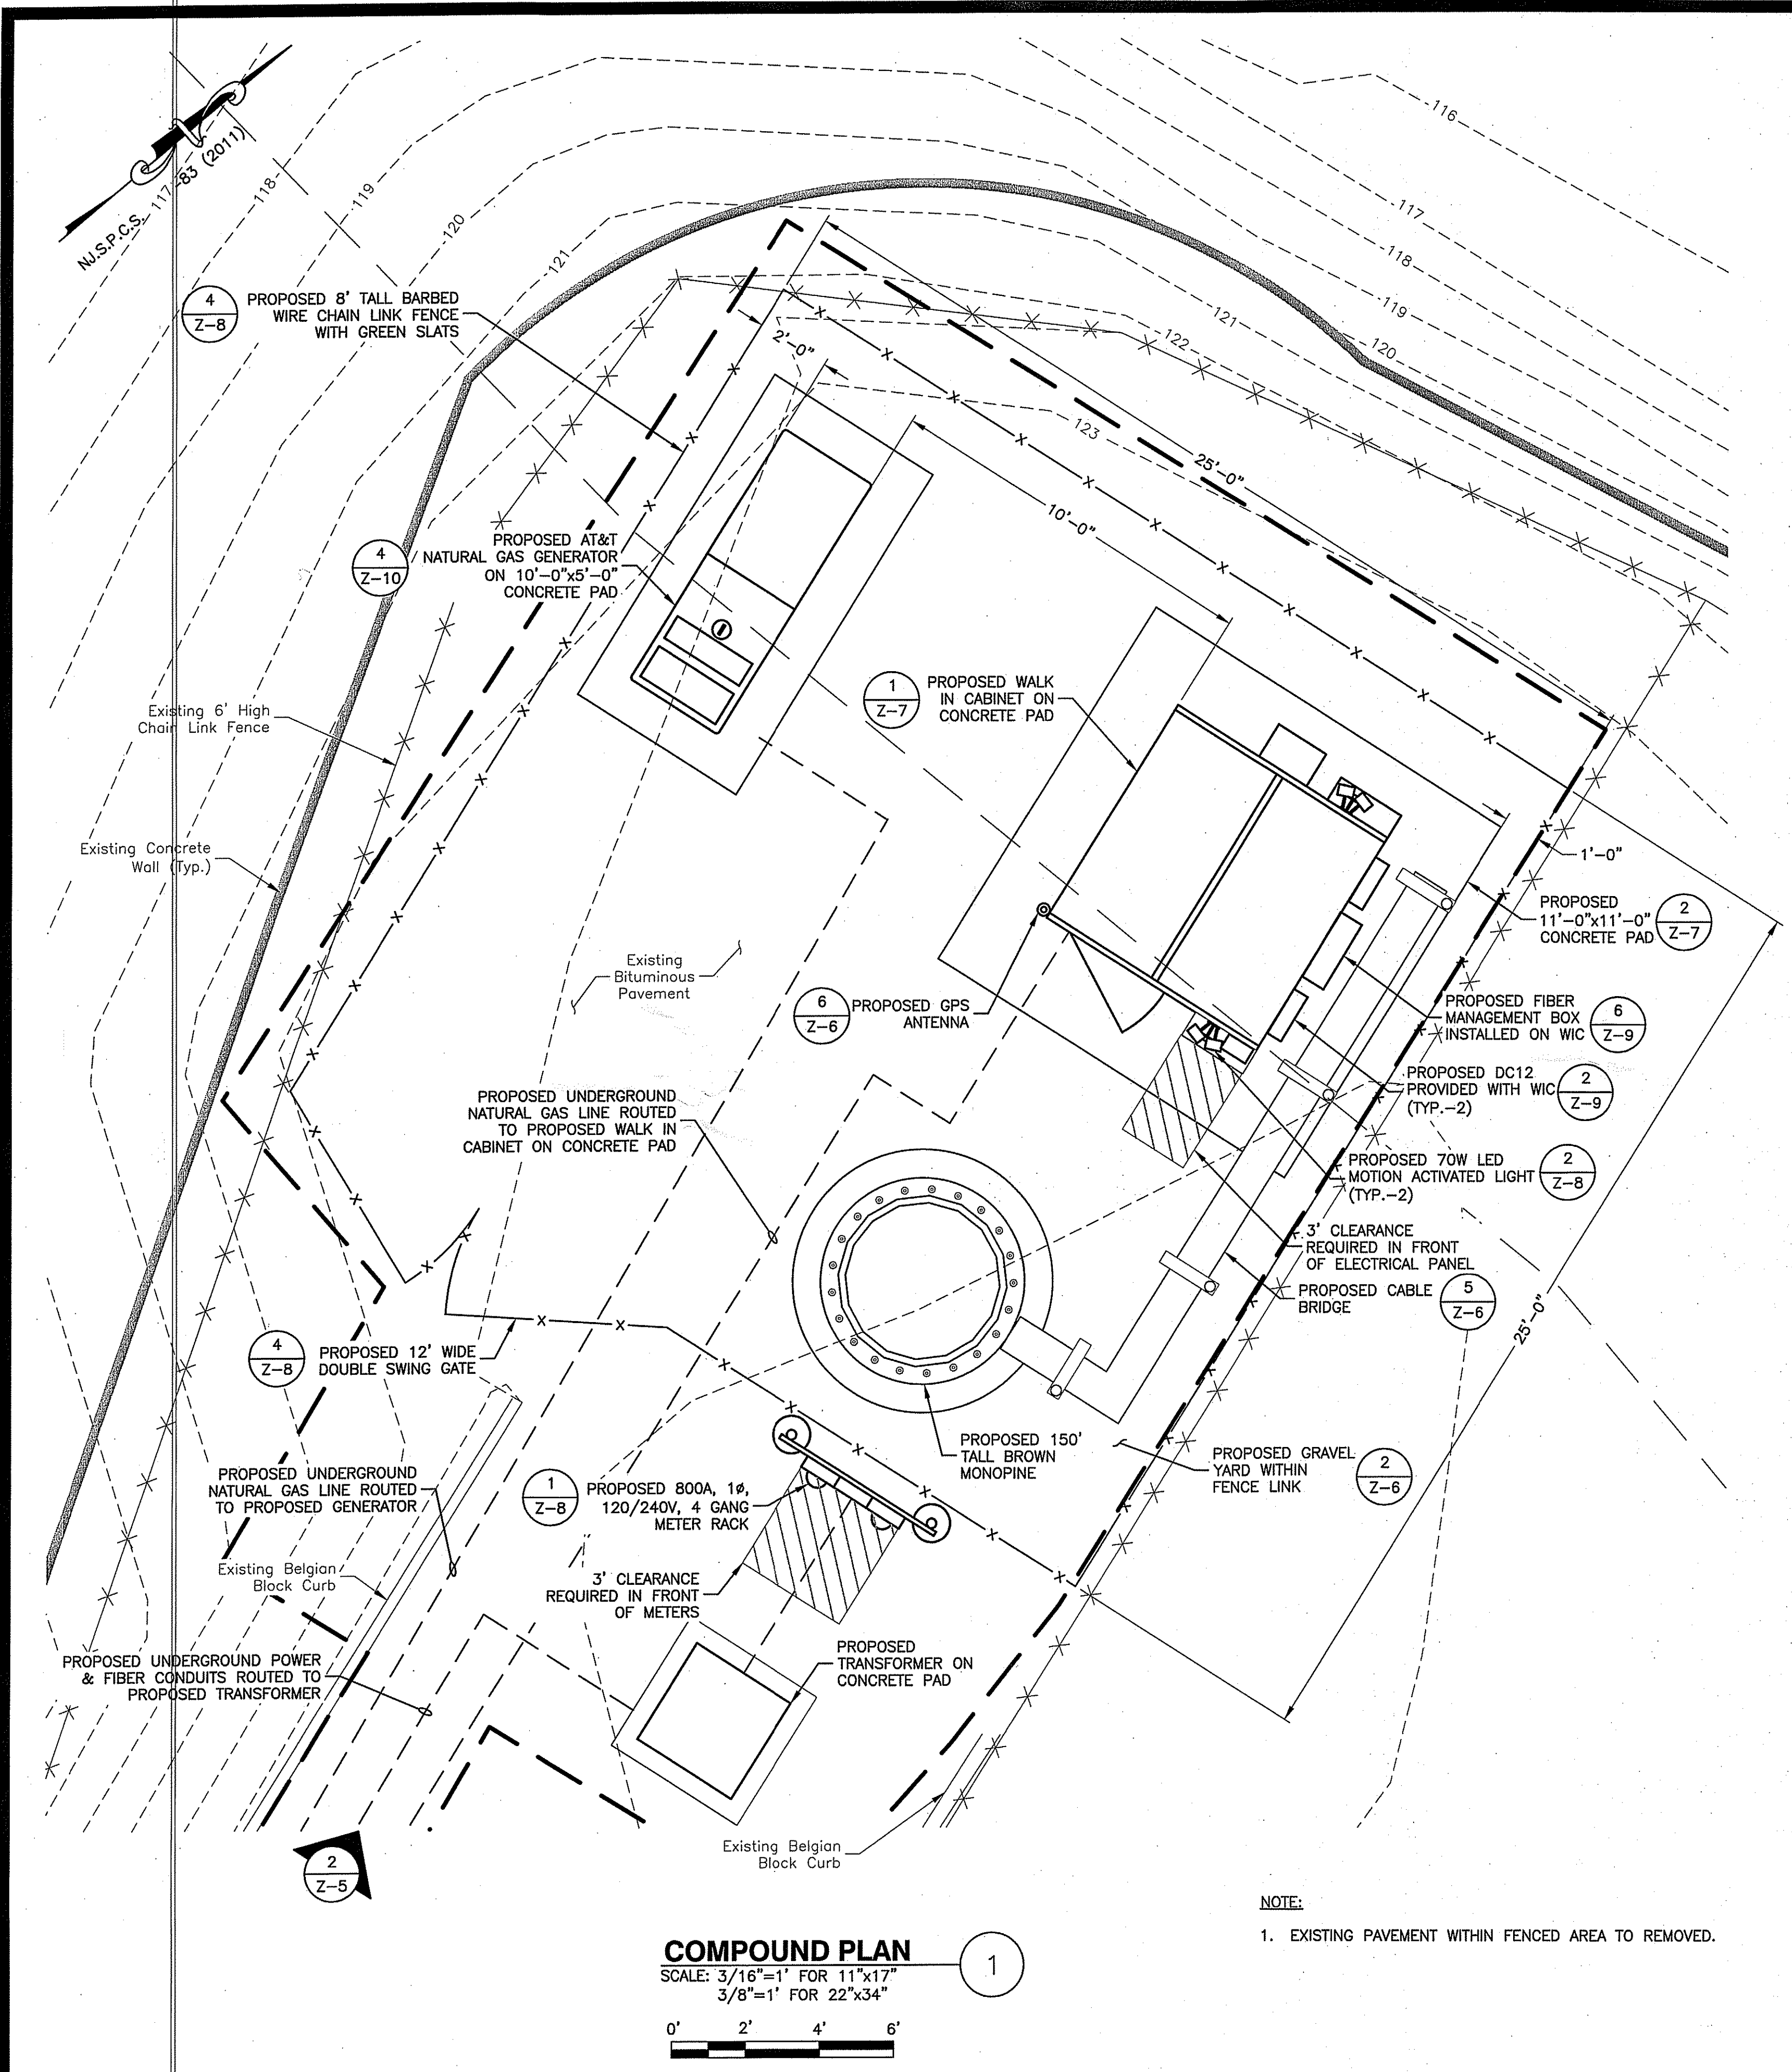 N.J.S.P.C.S. -83 (2011)
117
118
119
120
121
116
117
118
119
120
121
122
123
4
Z-8
PROPOSED 8' TALL BARBED
WIRE CHAIN LINK FENCE
WITH GREEN SLATS
2'-0"
25'-0"
10'-0"
4
Z-10
PROPOSED AT&T
NATURAL GAS GENERATOR
ON 10'-0"x5'-0"
CONCRETE PAD
1
Z-7
PROPOSED WALK
IN CABINET ON
CONCRETE PAD
Existing 6' High
Chain Link Fence
Existing Concrete
Wall (Typ.)
1'-0"
PROPOSED
11'-0"x11'-0"
CONCRETE PAD
2
Z-7
Existing
Bituminous
Pavement
6
Z-6
PROPOSED GPS
ANTENNA
PROPOSED FIBER
MANAGEMENT BOX
INSTALLED ON WIC
6
Z-9
PROPOSED DC12
PROVIDED WITH WIC
(TYP.-2)
2
Z-9
PROPOSED UNDERGROUND
NATURAL GAS LINE ROUTED
TO PROPOSED WALK IN
CABINET ON CONCRETE PAD
PROPOSED 70W LED
MOTION ACTIVATED LIGHT
(TYP.-2)
2
Z-8
3' CLEARANCE
REQUIRED IN FRONT
OF ELECTRICAL PANEL
PROPOSED CABLE
BRIDGE
5
Z-6
25'-0"
4
Z-8
PROPOSED 12' WIDE
DOUBLE SWING GATE
PROPOSED 150'
TALL BROWN
MONOPINE
PROPOSED GRAVEL
YARD WITHIN
FENCE LINK
2
Z-6
PROPOSED UNDERGROUND
NATURAL GAS LINE ROUTED
TO PROPOSED GENERATOR
1
Z-8
PROPOSED 800A, 1ø,
120/240V, 4 GANG
METER RACK
Existing Belgian
Block Curb
3' CLEARANCE
REQUIRED IN FRONT
OF METERS
PROPOSED UNDERGROUND POWER
& FIBER CONDUITS ROUTED TO
PROPOSED TRANSFORMER
PROPOSED
TRANSFORMER ON
CONCRETE PAD
Existing Belgian
Block Curb
2
Z-5
NOTE:
1. EXISTING PAVEMENT WITHIN FENCED AREA TO REMOVED.
COMPOUND PLAN
1
SCALE: 3/16"=1' FOR 11"x17"
3/8"=1' FOR 22"x34"
0' 2' 4' 6'